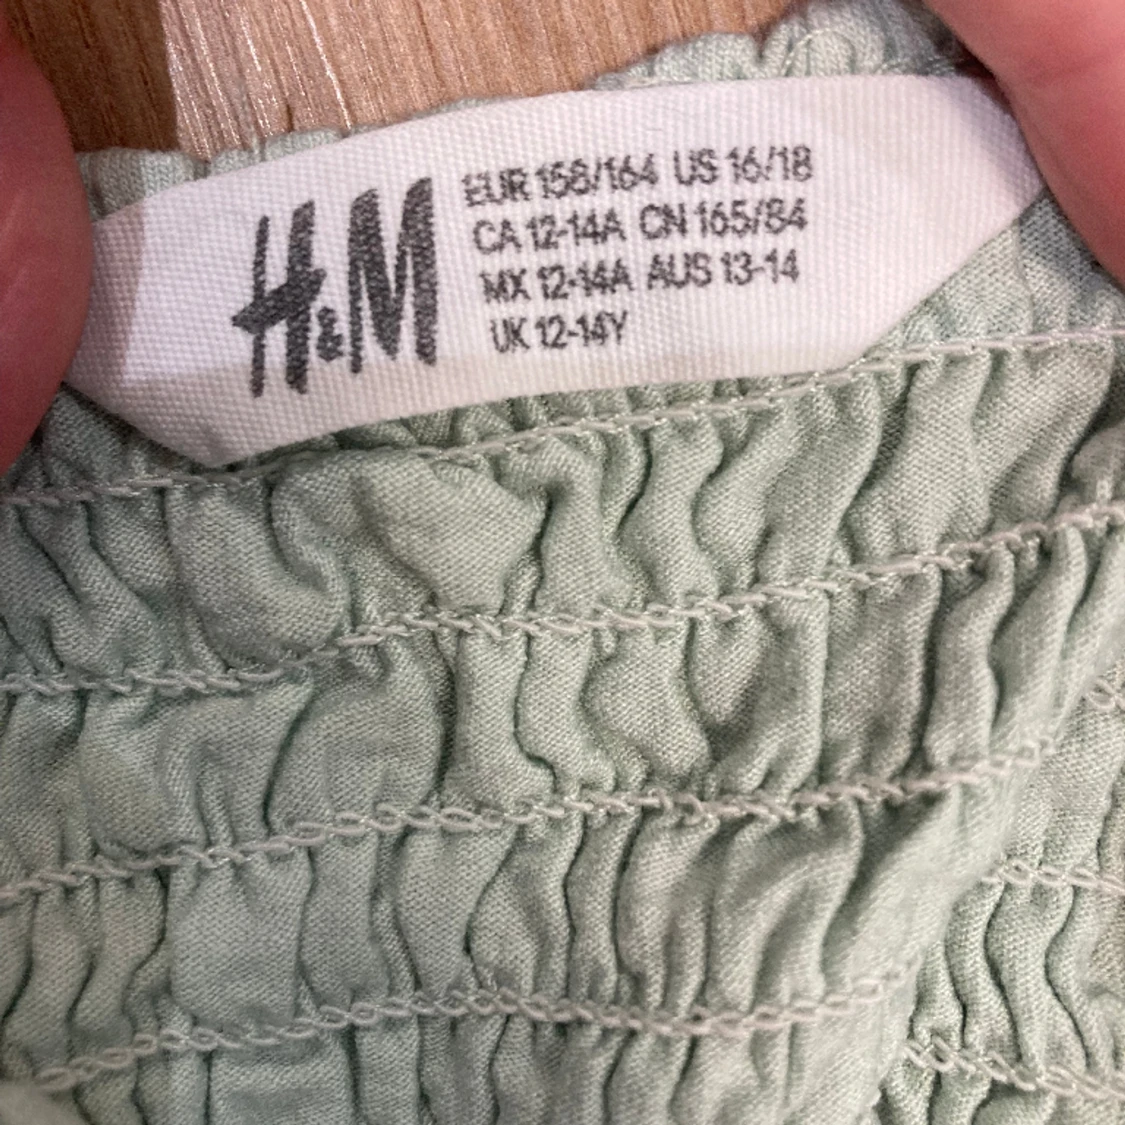 H&M
EUR 158/164 US 16/18
CA 12-14A CN 165/84
MX 12-14A AUS 13-14
UK 12-14Y